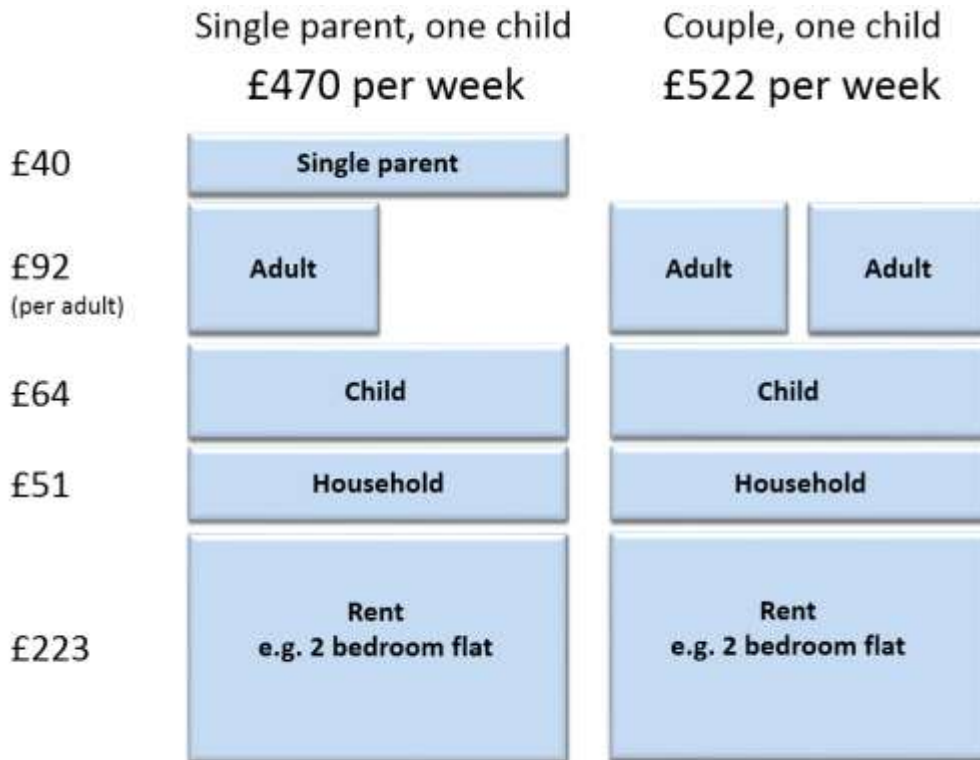 Single parent, one child Couple, one child
£470 per week £522 per week
£40 Single parent
£92 Adult Adult Adult
(per adult)
£64 Child Child
£51 Household Household
Rent Rent
£223 e.g. 2 bedroom flat e.g. 2 bedroom flat